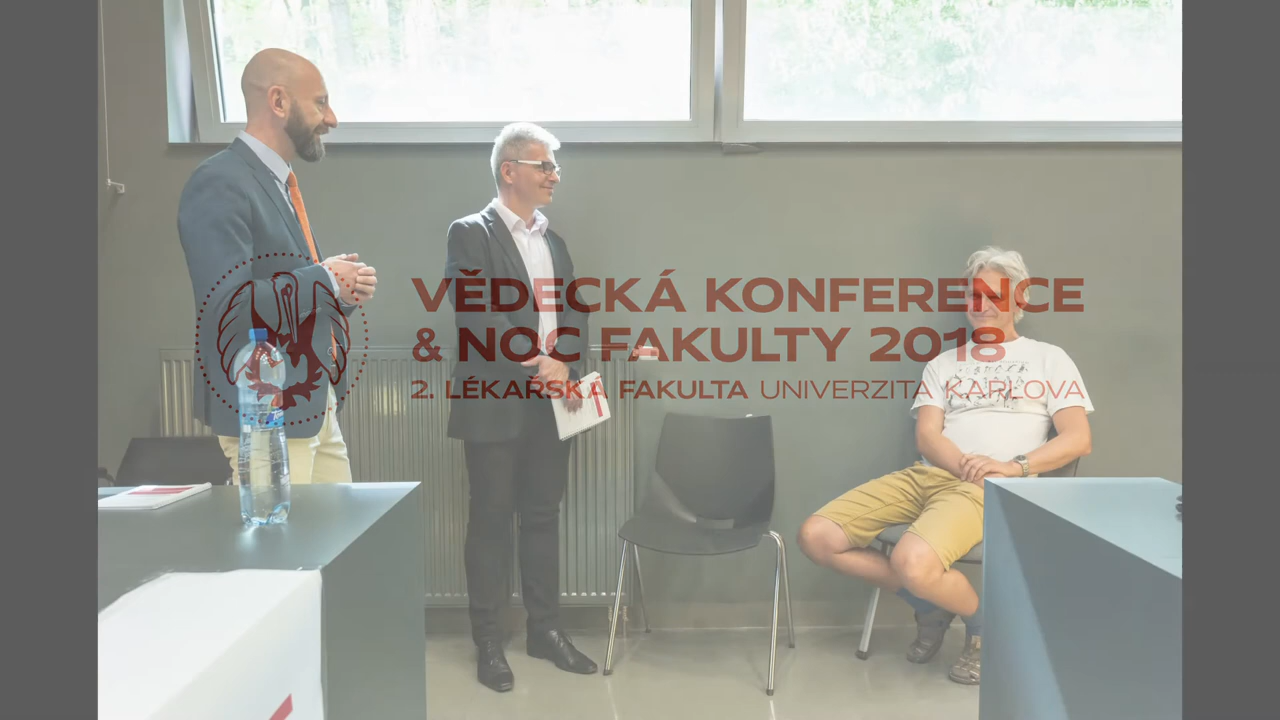 VĚDECKÁ KONFERENCE
& NOC FAKULTY 2018
2. LÉKAŘSKÁ FAKULTA UNIVERZITA KARLOVA